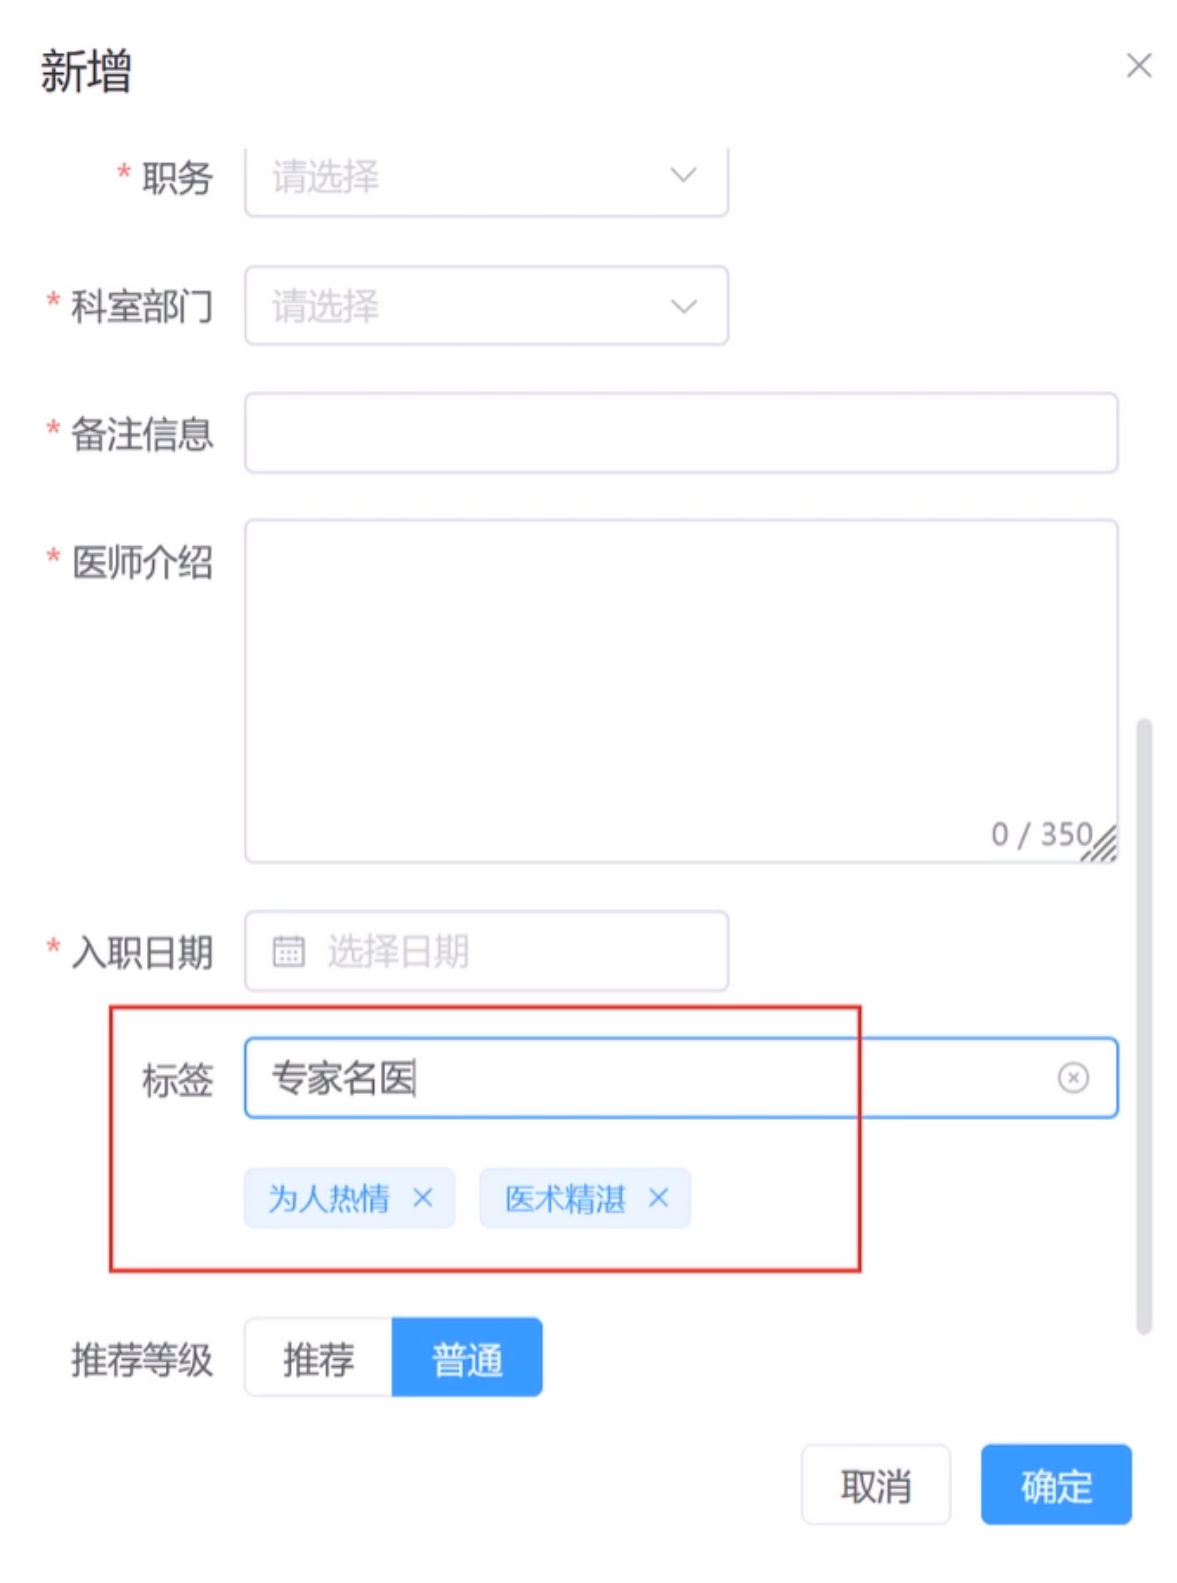 新增
* 职务 请选择
* 科室部门 请选择
* 备注信息
* 医师介绍
0 / 350
* 入职日期 选择日期
标签 专家名医
为人热情 医术精湛
推荐等级 推荐 普通
取消 确定